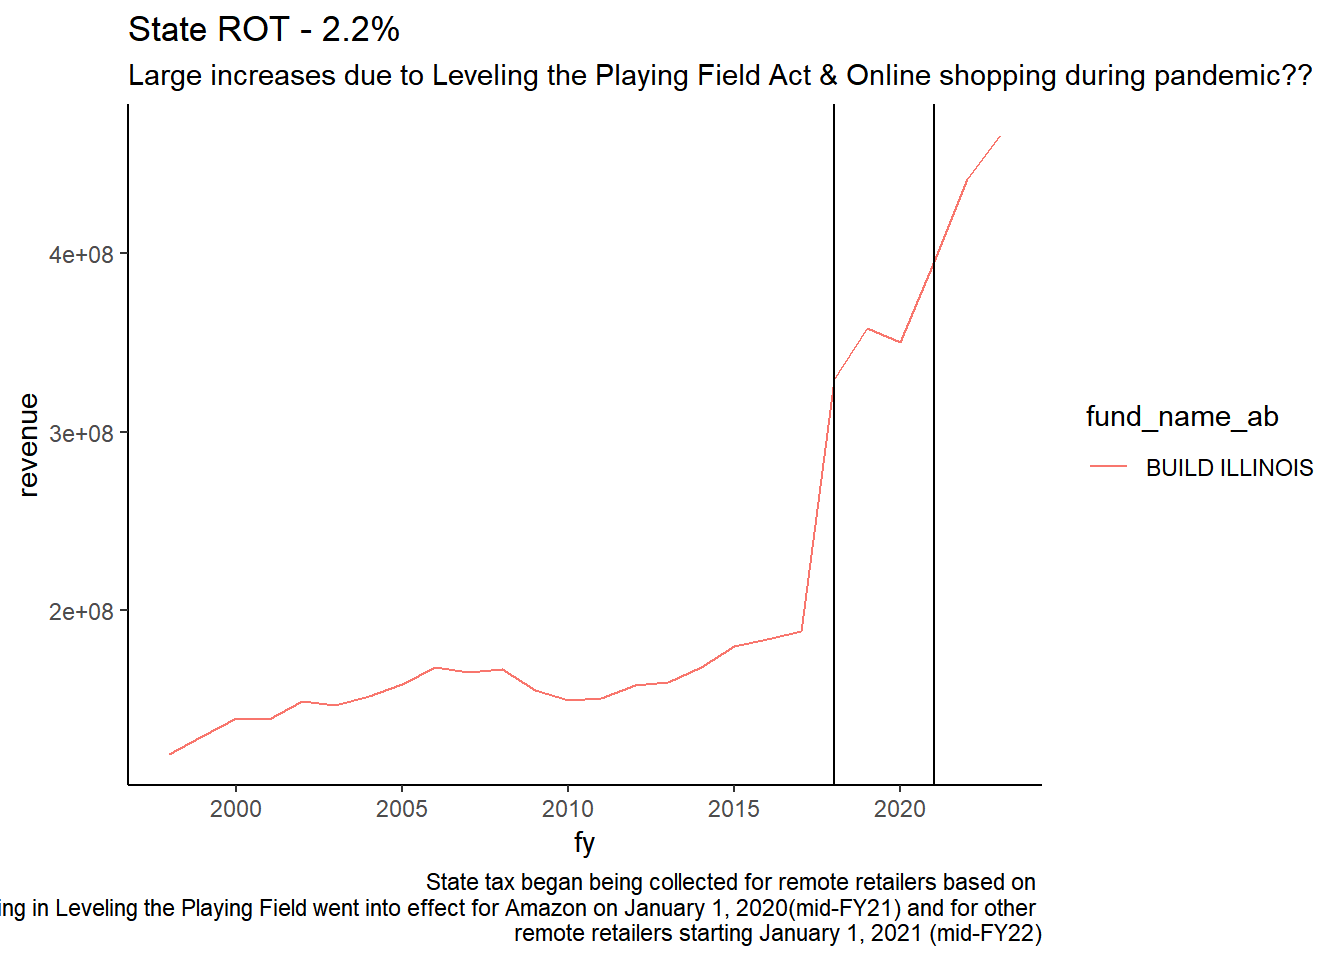 State ROT - 2.2%
Large increases due to Leveling the Playing Field Act & Online shopping during pandemic??
4e+08
3e+08
2e+08
revenue
2000 2005 2010 2015 2020
fy
fund_name_ab
BUILD ILLINOIS
State tax began being collected for remote retailers based on
in Leveling the Playing Field went into effect for Amazon on January 1, 2020(mid-FY21) and for other
remote retailers starting January 1, 2021 (mid-FY22)